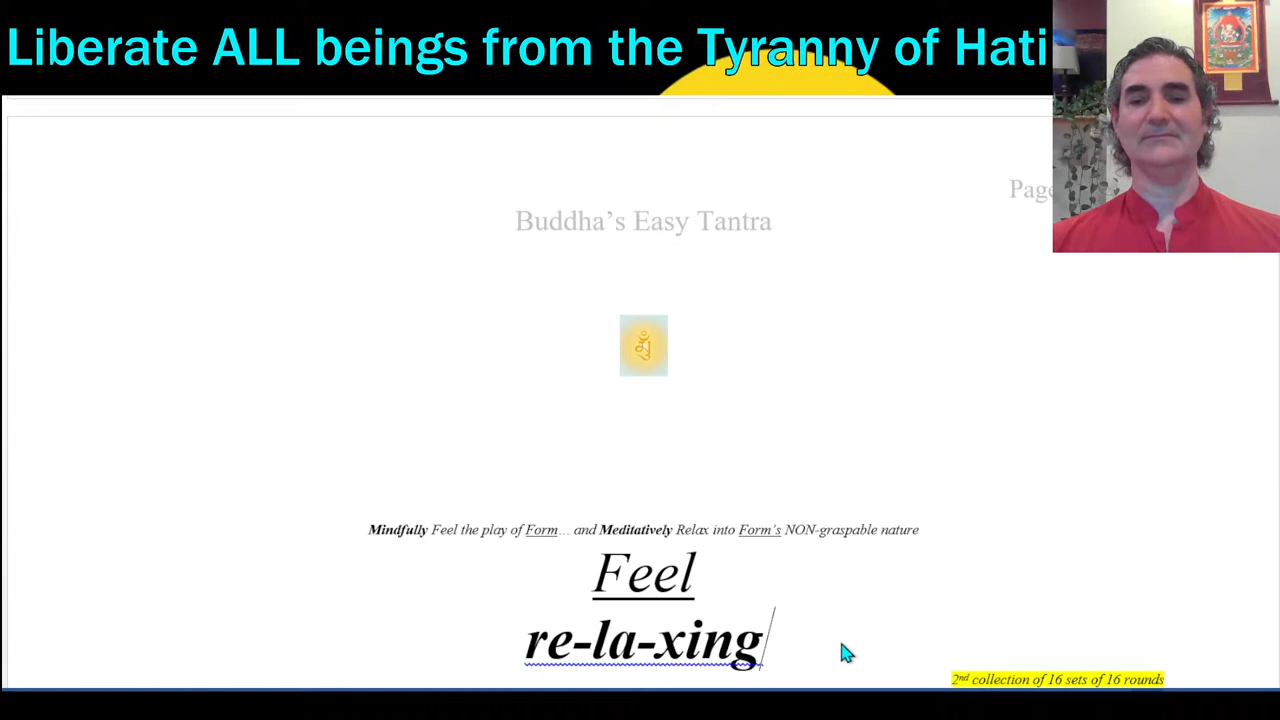 Liberate ALL beings from the Tyranny of Hati
Page
Buddha's Easy Tantra
Mindfully Feel the play of Form… and Meditatively Relax into Form's NON-graspable nature
Feel
re-la-xing
2nd collection of 16 sets of 16 rounds